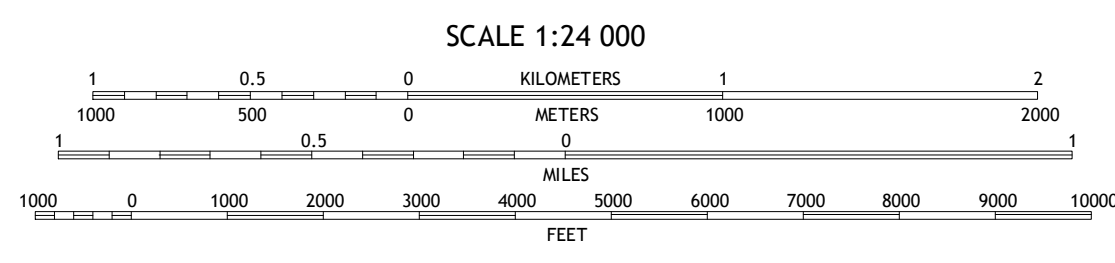 SCALE 1:24 000
1 0.5 0 KILOMETERS 1 2
1000 500 0 METERS 1000 2000
1 0.5 0 1
MILES
1000 0 1000 2000 3000 4000 5000 6000 7000 8000 9000 10000
FEET